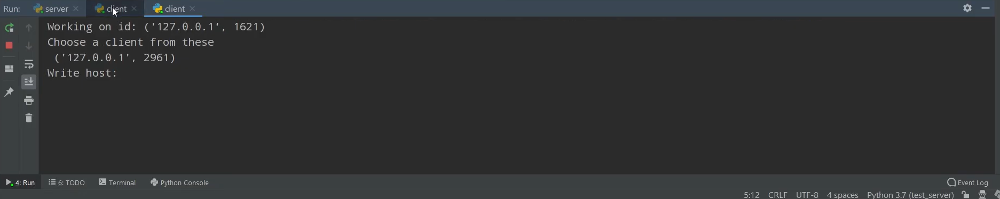 Run: server client client
Working on id: ('127.0.0.1', 1621)
Choose a client from these
('127.0.0.1', 2961)
Write host:
4: Run 6: TODO Terminal Python Console Event Log
5:12 CRLF UTF-8 4 spaces Python 3.7 (test_server)